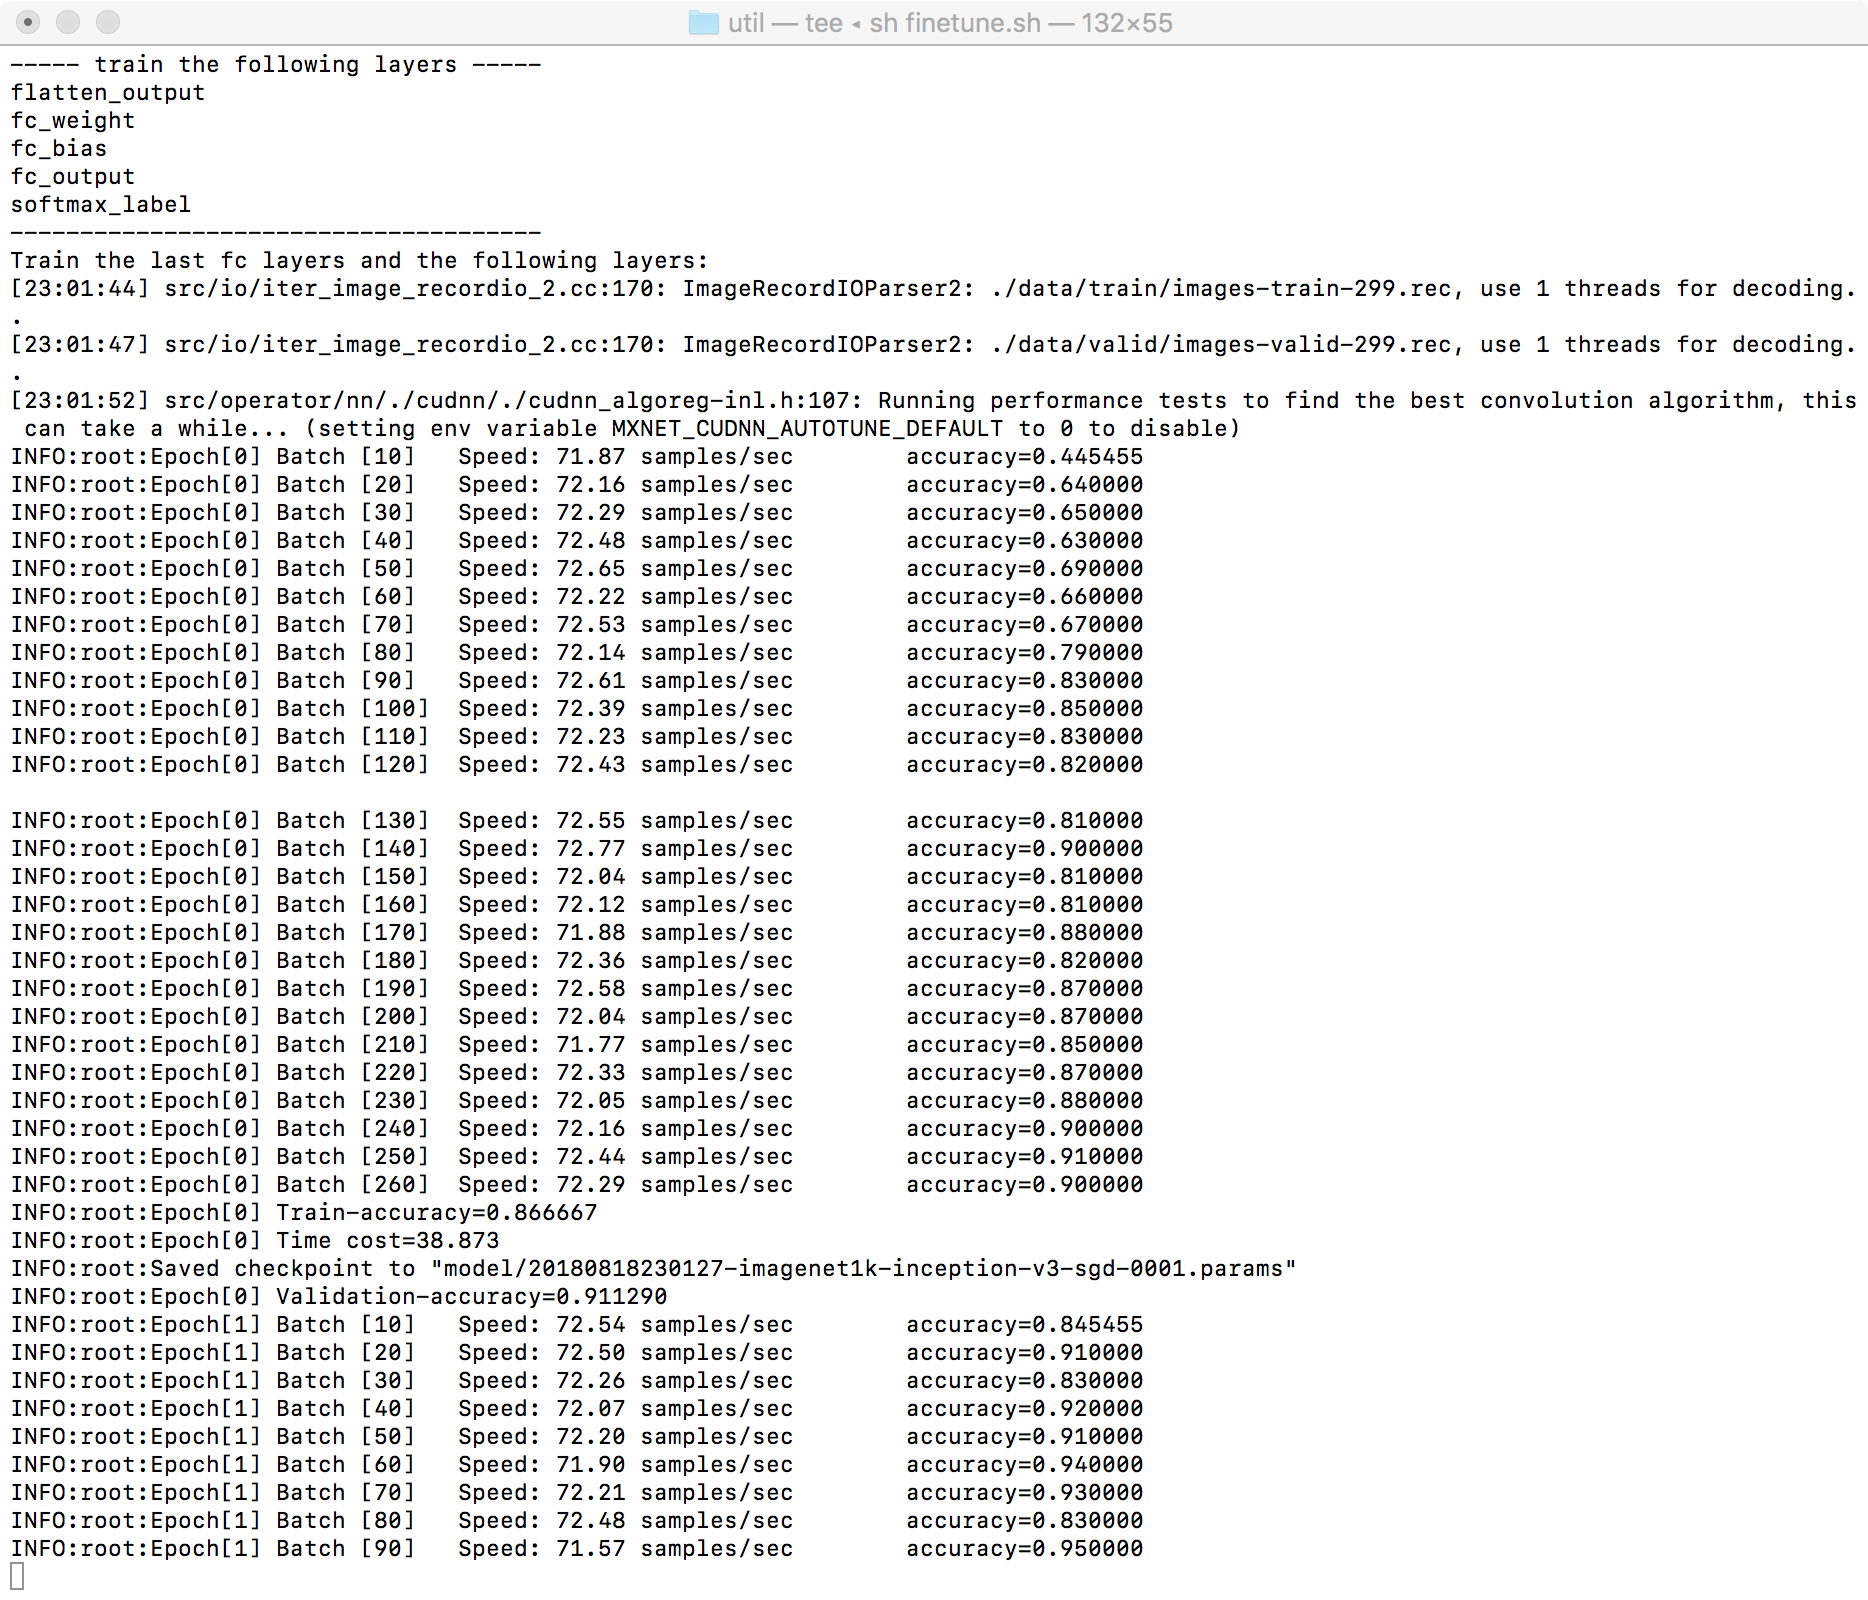 util — tee ◂ sh finetune.sh — 132×55
----- train the following layers -----
flatten_output
fc_weight
fc_bias
fc_output
softmax_label
--------------------------------------
Train the last fc layers and the following layers:
[23:01:44] src/io/iter_image_recordio_2.cc:170: ImageRecordIOParser2: ./data/train/images-train-299.rec, use 1 threads for decoding.
.
[23:01:47] src/io/iter_image_recordio_2.cc:170: ImageRecordIOParser2: ./data/valid/images-valid-299.rec, use 1 threads for decoding.
.
[23:01:52] src/operator/nn/./cudnn/./cudnn_algoreg-inl.h:107: Running performance tests to find the best convolution algorithm, this
 can take a while... (setting env variable MXNET_CUDNN_AUTOTUNE_DEFAULT to 0 to disable)
INFO:root:Epoch[0] Batch [10]	Speed: 71.87 samples/sec	accuracy=0.445455
INFO:root:Epoch[0] Batch [20]	Speed: 72.16 samples/sec	accuracy=0.640000
INFO:root:Epoch[0] Batch [30]	Speed: 72.29 samples/sec	accuracy=0.650000
INFO:root:Epoch[0] Batch [40]	Speed: 72.48 samples/sec	accuracy=0.630000
INFO:root:Epoch[0] Batch [50]	Speed: 72.65 samples/sec	accuracy=0.690000
INFO:root:Epoch[0] Batch [60]	Speed: 72.22 samples/sec	accuracy=0.660000
INFO:root:Epoch[0] Batch [70]	Speed: 72.53 samples/sec	accuracy=0.670000
INFO:root:Epoch[0] Batch [80]	Speed: 72.14 samples/sec	accuracy=0.790000
INFO:root:Epoch[0] Batch [90]	Speed: 72.61 samples/sec	accuracy=0.830000
INFO:root:Epoch[0] Batch [100]	Speed: 72.39 samples/sec	accuracy=0.850000
INFO:root:Epoch[0] Batch [110]	Speed: 72.23 samples/sec	accuracy=0.830000
INFO:root:Epoch[0] Batch [120]	Speed: 72.43 samples/sec	accuracy=0.820000
INFO:root:Epoch[0] Batch [130]	Speed: 72.55 samples/sec	accuracy=0.810000
INFO:root:Epoch[0] Batch [140]	Speed: 72.77 samples/sec	accuracy=0.900000
INFO:root:Epoch[0] Batch [150]	Speed: 72.04 samples/sec	accuracy=0.810000
INFO:root:Epoch[0] Batch [160]	Speed: 72.12 samples/sec	accuracy=0.810000
INFO:root:Epoch[0] Batch [170]	Speed: 71.88 samples/sec	accuracy=0.880000
INFO:root:Epoch[0] Batch [180]	Speed: 72.36 samples/sec	accuracy=0.820000
INFO:root:Epoch[0] Batch [190]	Speed: 72.58 samples/sec	accuracy=0.870000
INFO:root:Epoch[0] Batch [200]	Speed: 72.04 samples/sec	accuracy=0.870000
INFO:root:Epoch[0] Batch [210]	Speed: 71.77 samples/sec	accuracy=0.850000
INFO:root:Epoch[0] Batch [220]	Speed: 72.33 samples/sec	accuracy=0.870000
INFO:root:Epoch[0] Batch [230]	Speed: 72.05 samples/sec	accuracy=0.880000
INFO:root:Epoch[0] Batch [240]	Speed: 72.16 samples/sec	accuracy=0.900000
INFO:root:Epoch[0] Batch [250]	Speed: 72.44 samples/sec	accuracy=0.910000
INFO:root:Epoch[0] Batch [260]	Speed: 72.29 samples/sec	accuracy=0.900000
INFO:root:Epoch[0] Train-accuracy=0.866667
INFO:root:Epoch[0] Time cost=38.873
INFO:root:Saved checkpoint to "model/20180818230127-imagenet1k-inception-v3-sgd-0001.params"
INFO:root:Epoch[0] Validation-accuracy=0.911290
INFO:root:Epoch[1] Batch [10]	Speed: 72.54 samples/sec	accuracy=0.845455
INFO:root:Epoch[1] Batch [20]	Speed: 72.50 samples/sec	accuracy=0.910000
INFO:root:Epoch[1] Batch [30]	Speed: 72.26 samples/sec	accuracy=0.830000
INFO:root:Epoch[1] Batch [40]	Speed: 72.07 samples/sec	accuracy=0.920000
INFO:root:Epoch[1] Batch [50]	Speed: 72.20 samples/sec	accuracy=0.910000
INFO:root:Epoch[1] Batch [60]	Speed: 71.90 samples/sec	accuracy=0.940000
INFO:root:Epoch[1] Batch [70]	Speed: 72.21 samples/sec	accuracy=0.930000
INFO:root:Epoch[1] Batch [80]	Speed: 72.48 samples/sec	accuracy=0.830000
INFO:root:Epoch[1] Batch [90]	Speed: 71.57 samples/sec	accuracy=0.950000